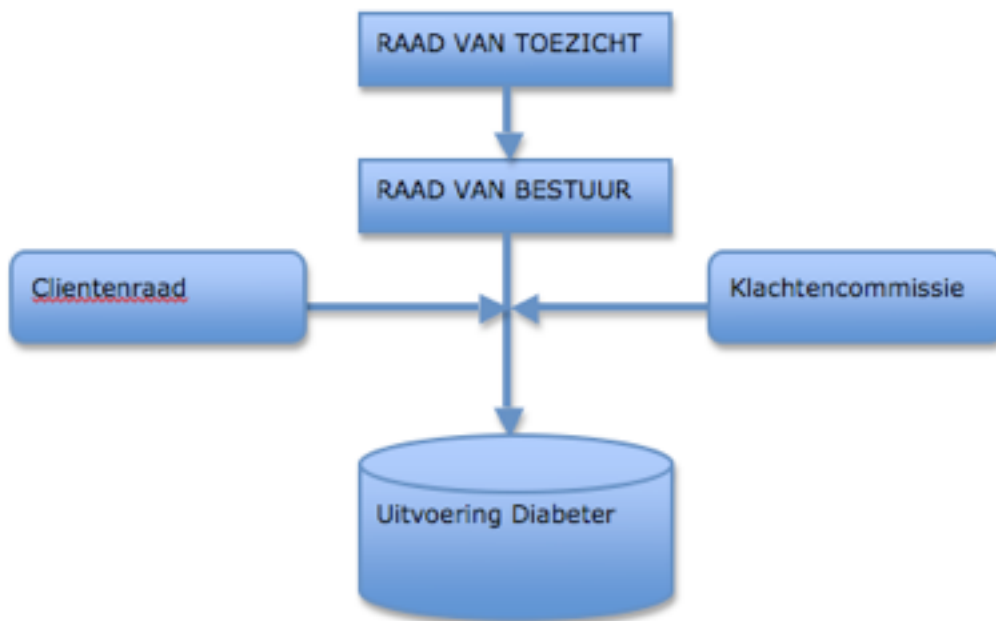 RAAD VAN TOEZICHT
RAAD VAN BESTUUR
Clientenraad
Klachtencommissie
Uitvoering Diabeter